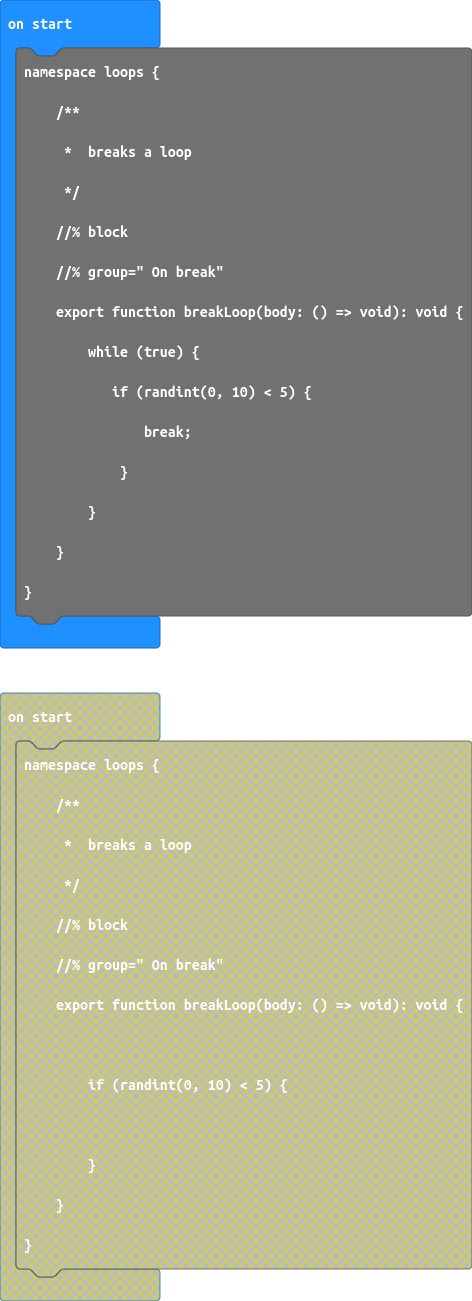 on start
namespace loops {
/**
*  breaks a loop
*/
//% block
//% group=" On break"
export function breakLoop(body: () => void): void {
while (true) {
if (randint(0, 10) < 5) {
break;
}
}
}
}
on start
namespace loops {
/**
*  breaks a loop
*/
//% block
//% group=" On break"
export function breakLoop(body: () => void): void {
if (randint(0, 10) < 5) {
}
}
}